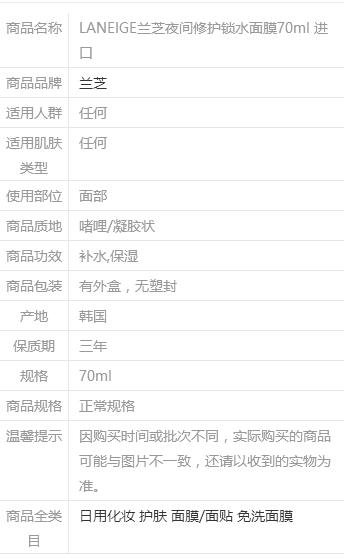 商品名称 LANEIGE兰芝夜间修护锁水面膜70ml 进
口
商品品牌 兰芝
适用人群 任何
适用肌肤 任何
类型
使用部位 面部
商品质地 啫哩/凝胶状
商品功效 补水,保湿
商品包装 有外盒，无塑封
产地 韩国
保质期 三年
规格 70ml
商品规格 正常规格
温馨提示 因购买时间或批次不同，实际购买的商品
可能与图片不一致，还请以收到的实物为
准。
商品全类 日用化妆 护肤 面膜/面贴 免洗面膜
目